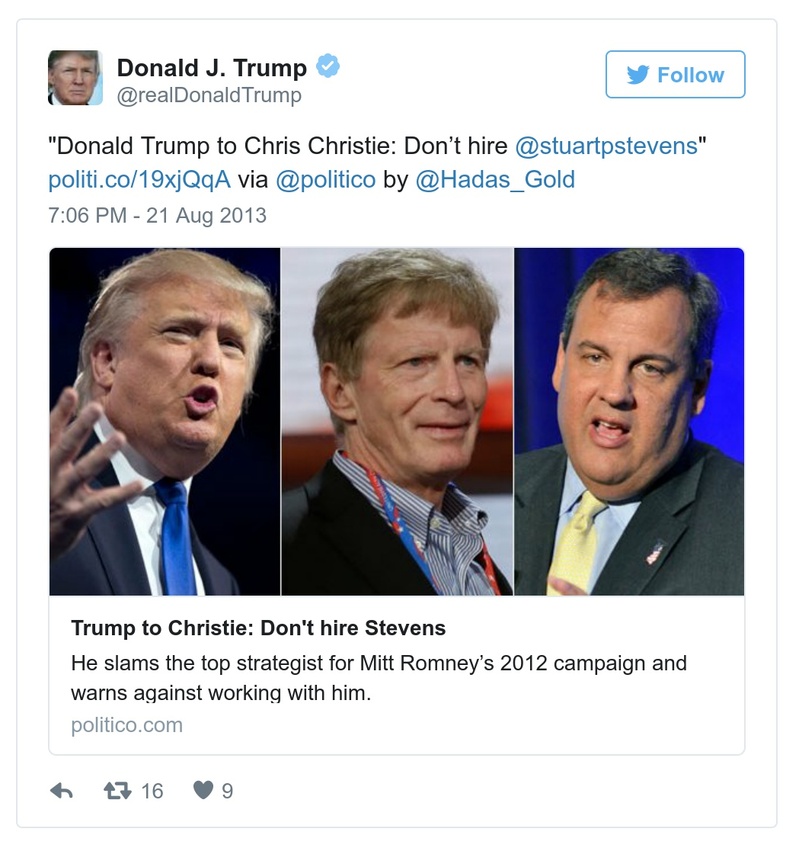 Donald J. Trump
@realDonaldTrump
Follow
"Donald Trump to Chris Christie: Don’t hire @stuartpstevens"
politi.co/19xjQqA via @politico by @Hadas_Gold
7:06 PM - 21 Aug 2013
Trump to Christie: Don't hire Stevens
He slams the top strategist for Mitt Romney’s 2012 campaign and
warns against working with him.
politico.com
16
9